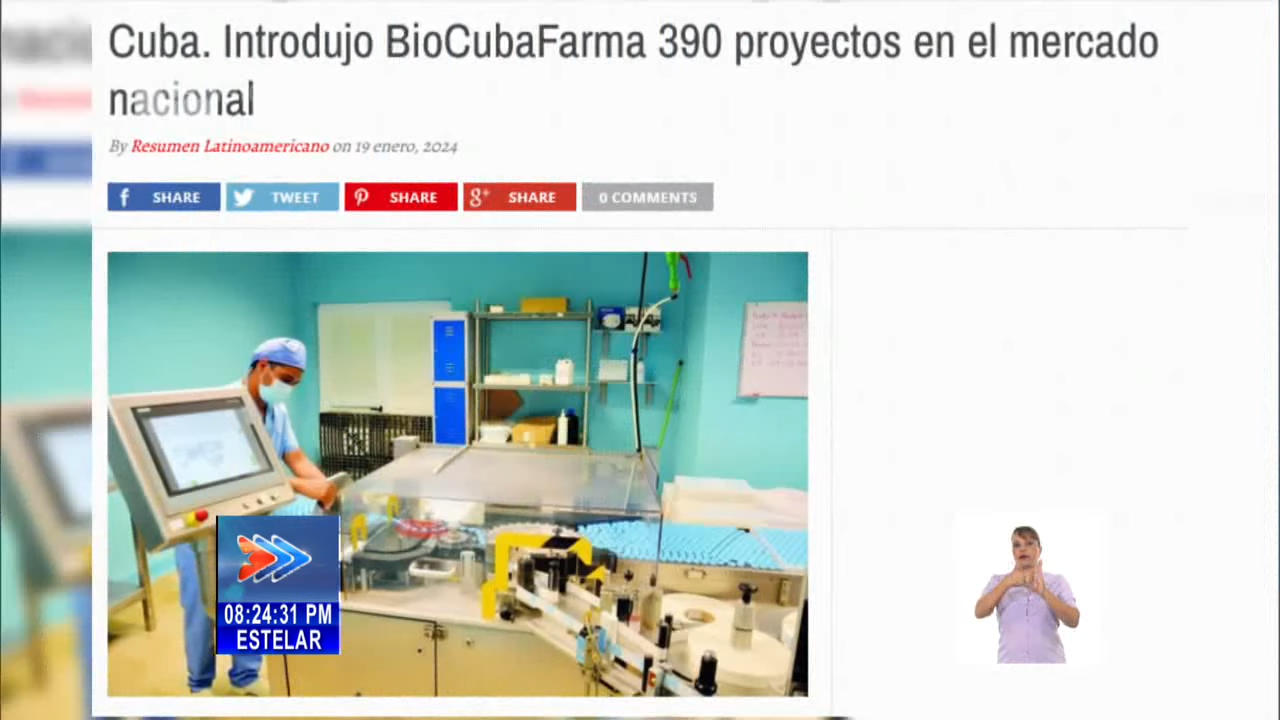 Cuba. Introdujo BioCubaFarma 390 proyectos en el mercado
nacional
By Resumen Latinoamericano on 19 enero, 2024
SHARE TWEET SHARE SHARE 0 COMMENTS
08:24:31 PM
ESTELAR